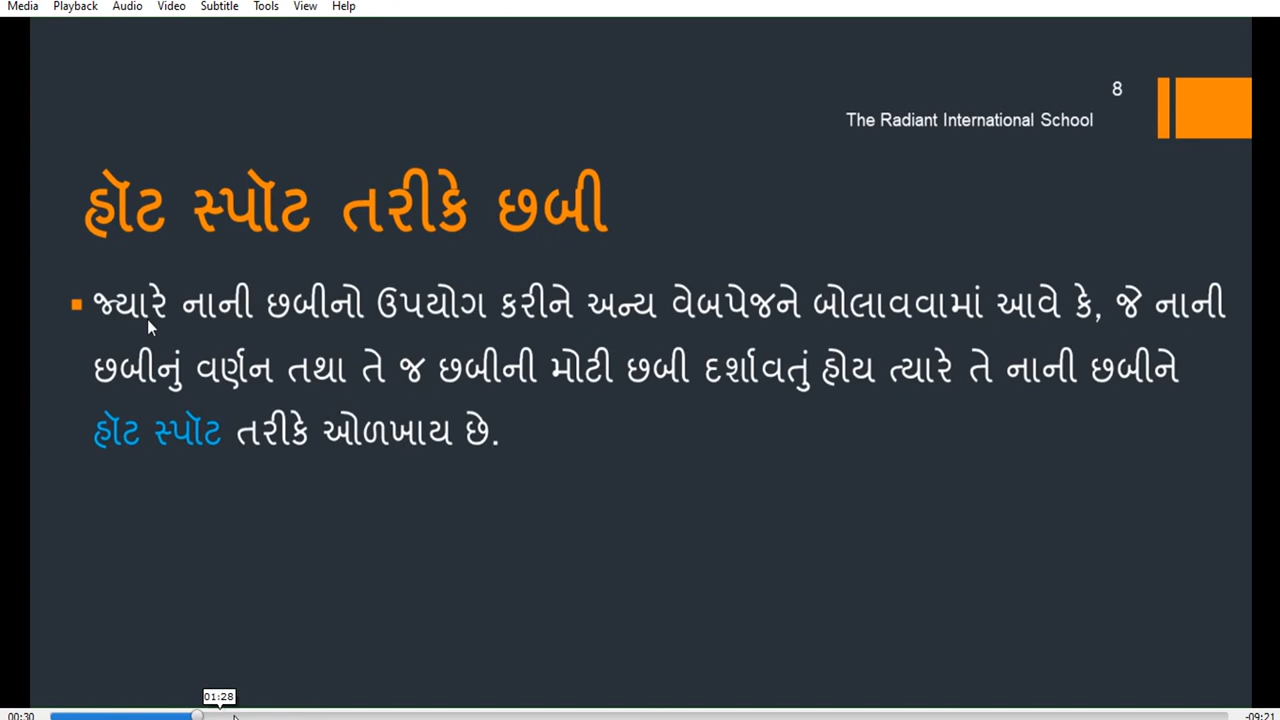 Media Playback Audio Video Subtitle Tools View Help
8
The Radiant International School
હૉટ સ્પૉટ તરીકે છબી
જ્યારે નાની છબીનો ઉપયોગ કરીને અન્ય વેબપેજને બોલાવવામાં આવે કે, જે નાની
છબીનું વર્ણન તથા તે જ છબીની મોટી છબી દર્શાવતું હોય ત્યારે તે નાની છબીને
હૉટ સ્પૉટ તરીકે ઓળખાય છે.
01:28
00:30 -09:21